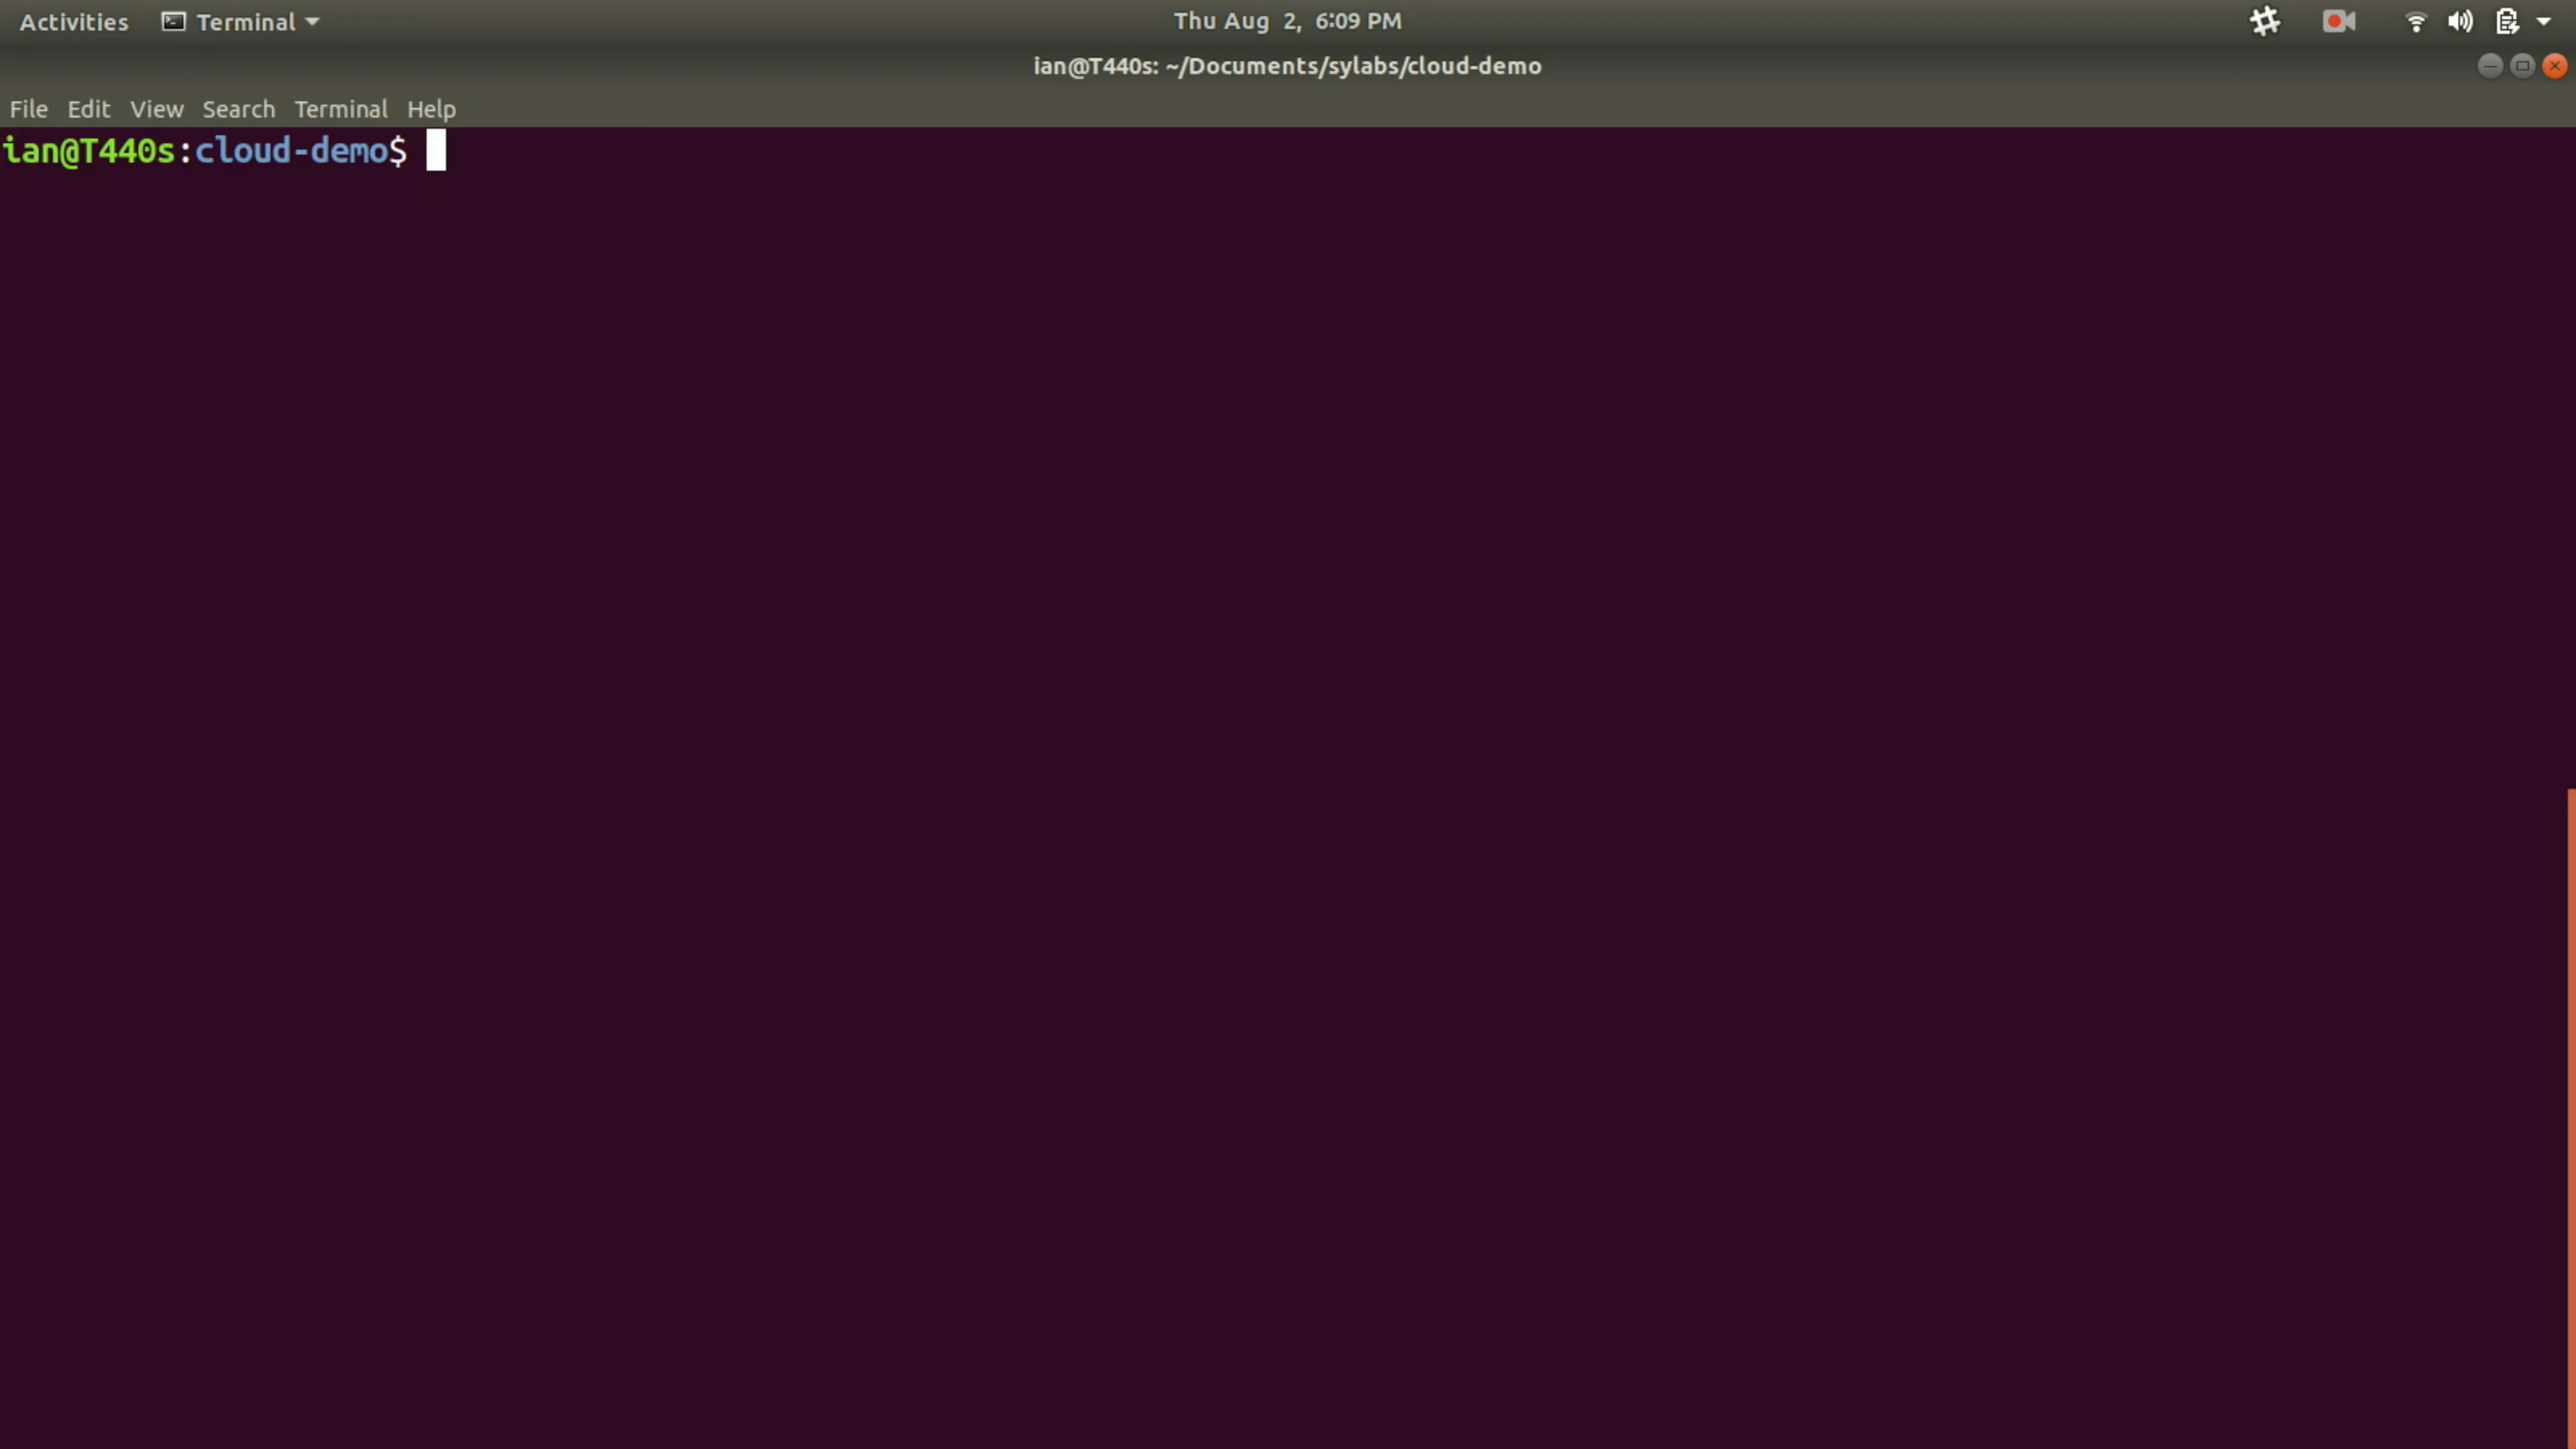 Activities Terminal Thu Aug 2, 6:09 PM
ian@T440s: ~/Documents/sylabs/cloud-demo
File Edit View Search Terminal Help
ian@T440s:cloud-demo$